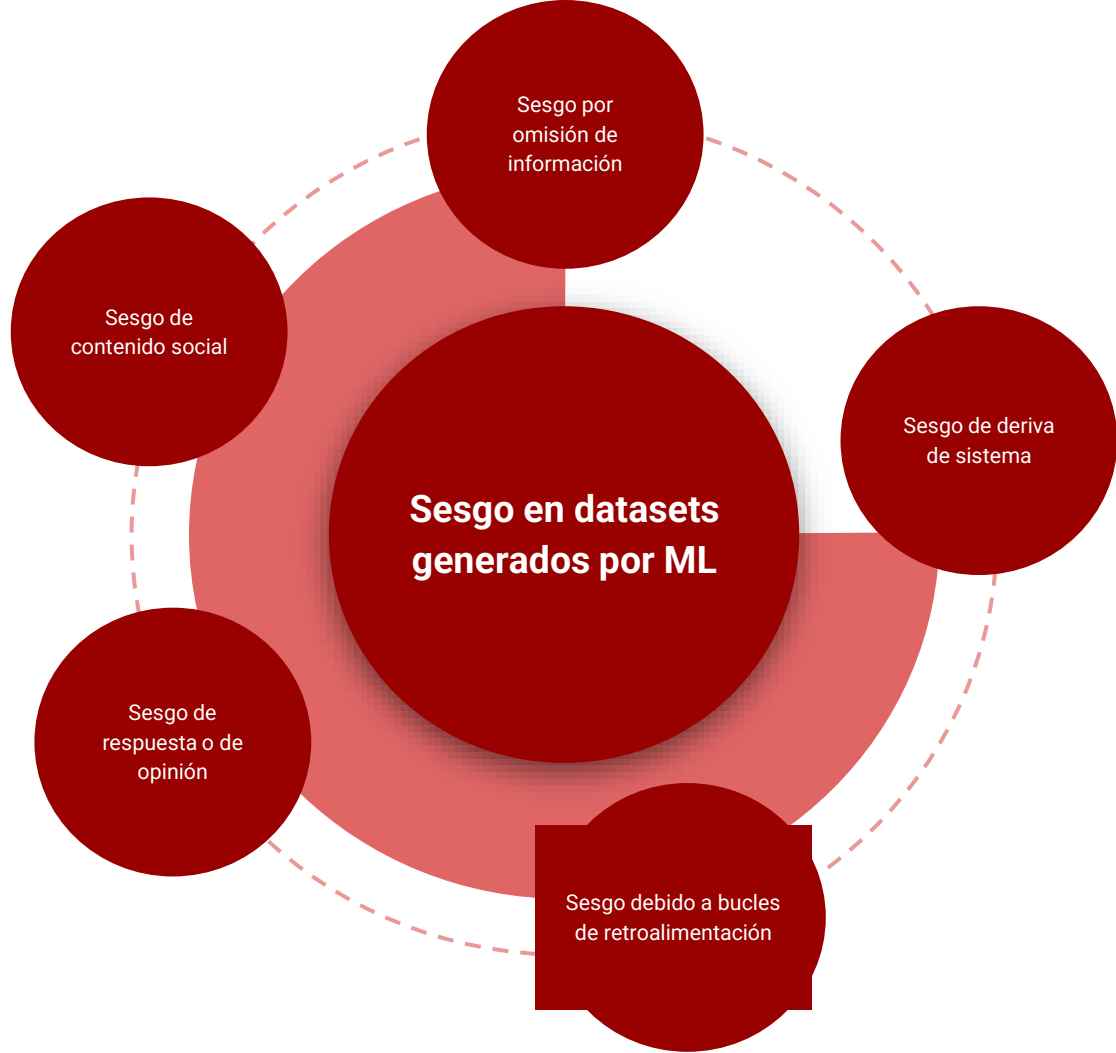 Sesgo por
omisión de
información
Sesgo de
contenido social
Sesgo de deriva
de sistema
Sesgo en datasets
generados por ML
Sesgo de
respuesta o de
opinión
Sesgo debido a bucles
de retroalimentación